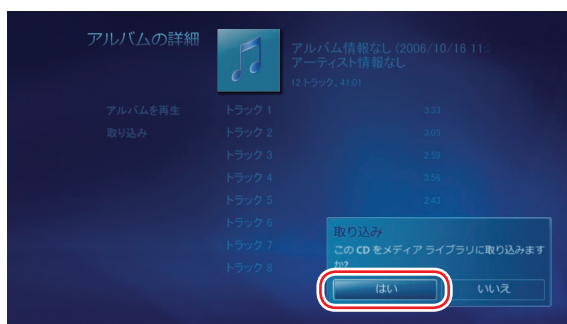 アルバムの詳細
アルバム情報なし (2006/10/16 11:
アーティスト情報なし
12 トラック、41:01
アルバムを再生
取り込み
トラック 1 3:33
トラック 2 3:05
トラック 3 2:59
トラック 4 3:56
トラック 5 2:43
トラック 6
トラック 7
トラック 8
取り込み
この CD をメディア ライブラリに取り込みます
か?
はい いいえ